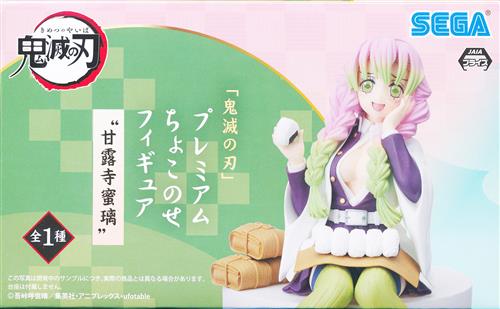 きめつのやいば
鬼滅の刃
SEGA
JAIA
プライズ
「鬼滅の刃」
プレミアム
ちょこのせ
フィギュア
“甘露寺蜜璃”
全1種
この写真は開発中のサンプルにつき、実際の商品とは異なる場合があります。
台座は付属しません。
©吾峠呼世晴／集英社・アニプレックス・ufotable